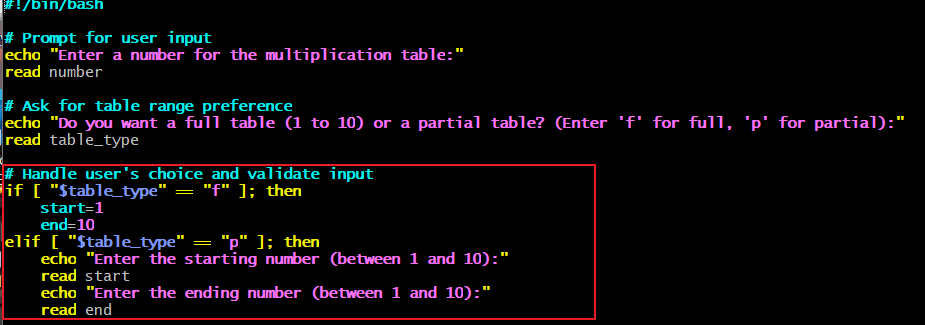 #!/bin/bash
# Prompt for user input
echo "Enter a number for the multiplication table:"
read number
# Ask for table range preference
echo "Do you want a full table (1 to 10) or a partial table? (Enter 'f' for full, 'p' for partial):"
read table_type
# Handle user's choice and validate input
if [ "$table_type" == "f" ]; then
    start=1
    end=10
elif [ "$table_type" == "p" ]; then
    echo "Enter the starting number (between 1 and 10):"
    read start
    echo "Enter the ending number (between 1 and 10):"
    read end